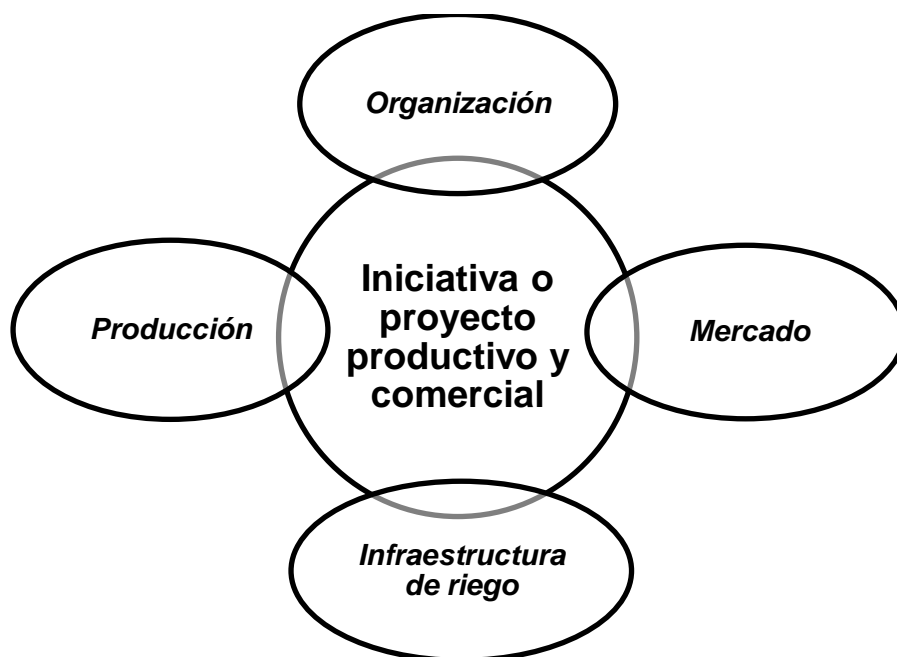 Organización
Iniciativa o
proyecto
productivo y
comercial
Producción
Mercado
Infraestructura
de riego